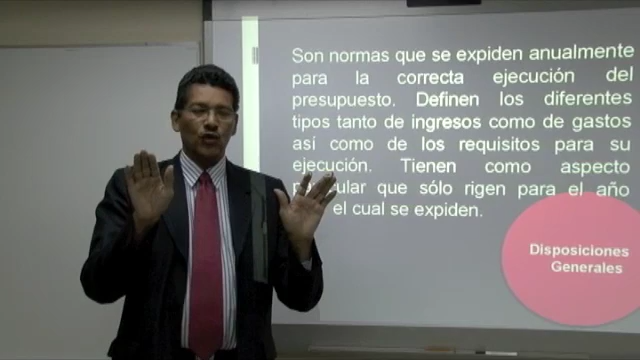 Son normas que se expiden anualmente
para la correcta ejecución del
presupuesto. Definen los diferentes
tipos tanto de ingresos como de gastos
así como de los requisitos para su
ejecución. Tienen como aspecto
que sólo rigen para el año
el cual se expiden.
Disposiciones
Generales